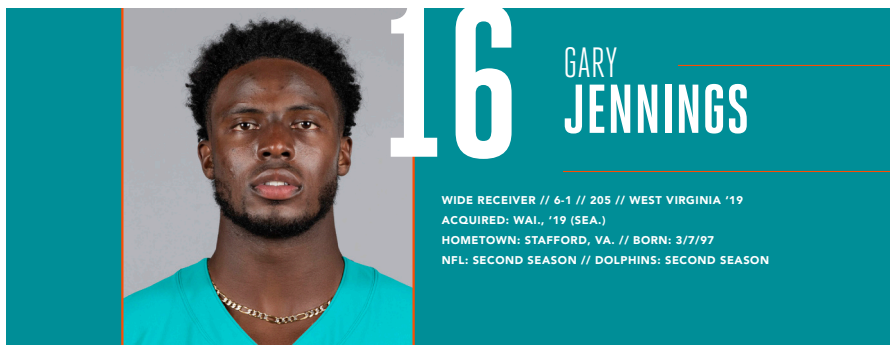 16
GARY
JENNINGS
WIDE RECEIVER // 6-1 // 205 // WEST VIRGINIA ’19
ACQUIRED: WAI., ’19 (SEA.)
HOMETOWN: STAFFORD, VA. // BORN: 3/7/97
NFL: SECOND SEASON // DOLPHINS: SECOND SEASON